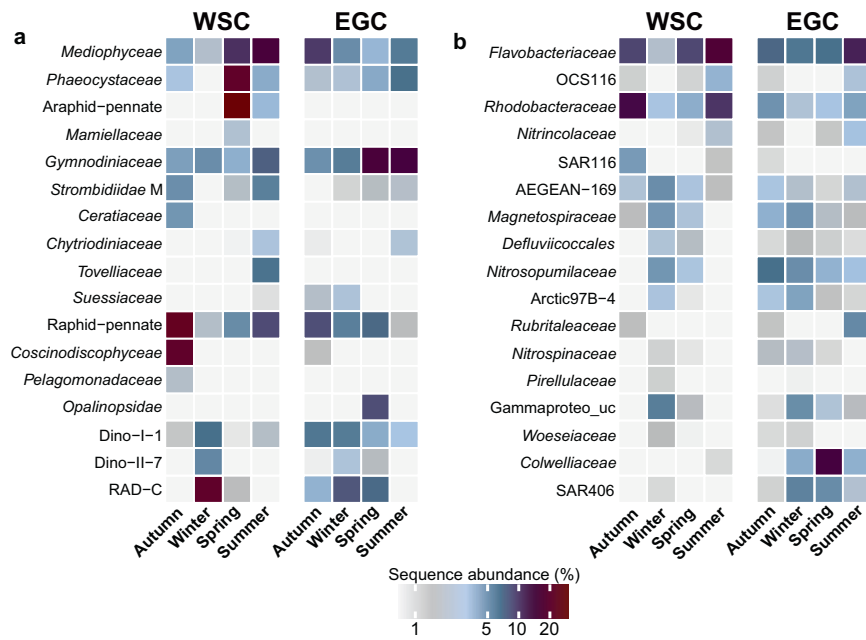 WSC EGC
a
Mediophyceae
Phaeocystaceae
Araphid-pennate
Mamiellaceae
Gymnodiniaceae
Strombidiidae M
Ceratiaceae
Chytriodiniaceae
Tovelliaceae
Suessiaceae
Raphid-pennate
Coscinodiscophyceae
Pelagomonadaceae
Opalinopsidae
Dino−I−1
Dino−II−7
RAD−C
Autumn Winter Spring Summer Autumn Winter Spring Summer
WSC EGC
b
Flavobacteriaceae
OCS116
Rhodobacteraceae
Nitrincolaceae
SAR116
AEGEAN−169
Magnetospiraceae
Defluviicoccales
Nitrosopumilaceae
Arctic97B−4
Rubritaleaceae
Nitrospinaceae
Pirellulaceae
Gammaproteo_uc
Woeseiaceae
Colwelliaceae
SAR406
Autumn Winter Spring Summer Autumn Winter Spring Summer
Sequence abundance (%)
1 5 10 20